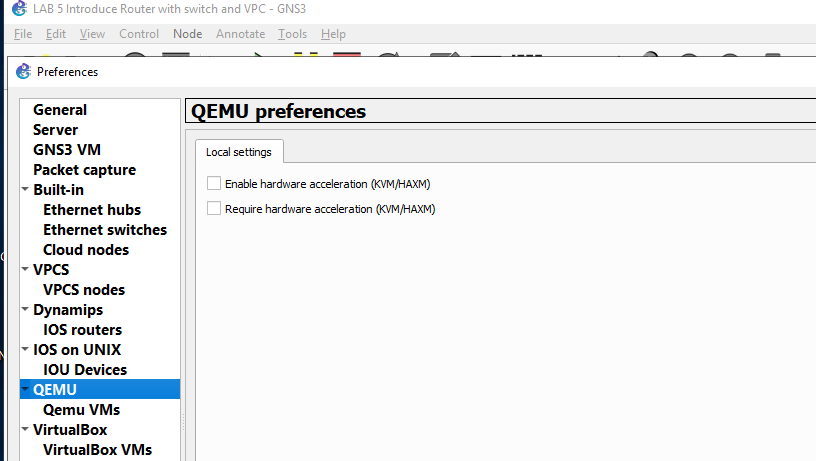 LAB 5 Introduce Router with switch and VPC - GNS3
File Edit View Control Node Annotate Tools Help
Preferences
General
Server
GNS3 VM
Packet capture
Built-in
Ethernet hubs
Ethernet switches
Cloud nodes
VPCS
VPCS nodes
Dynamips
IOS routers
IOS on UNIX
IOU Devices
QEMU
Qemu VMs
VirtualBox
VirtualBox VMs
QEMU preferences
Local settings
Enable hardware acceleration (KVM/HAXM)
Require hardware acceleration (KVM/HAXM)